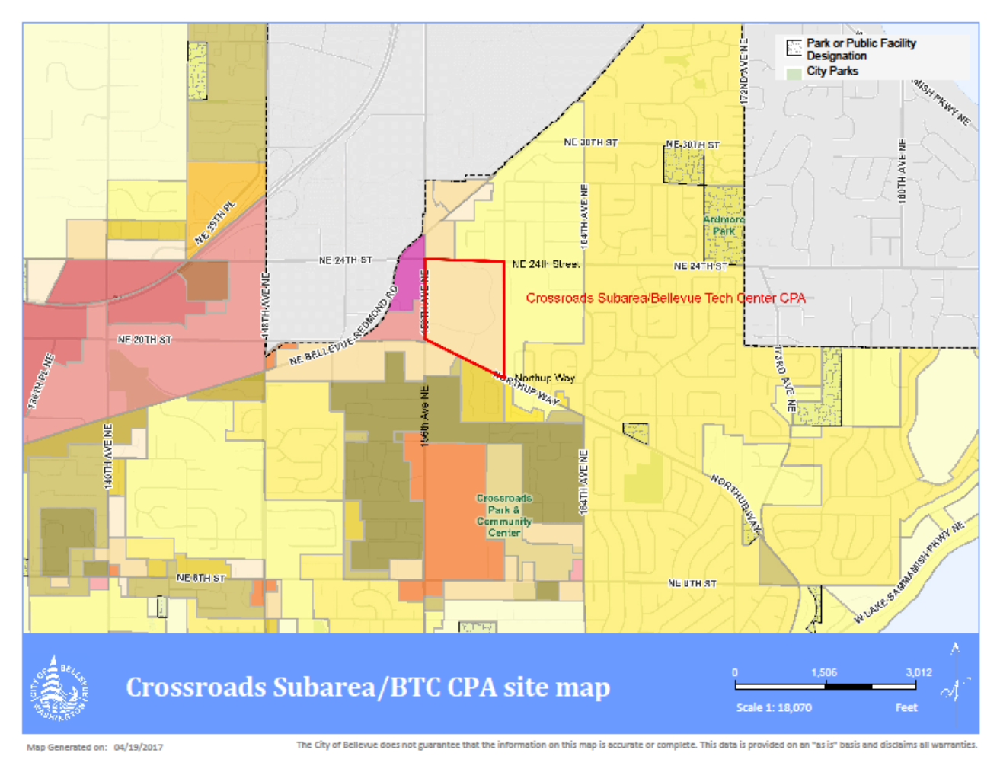 Park or Public Facility
Designation
City Parks
172ND AVE NE
MISH PKWY NE
NE 30TH ST
NE 30TH ST
180TH AVE NE
164TH AVE NE
NE 29TH PL
Ardmore
Park
NE 24TH ST
NE 24th Street
NE 24TH ST
148TH AVE NE
Crossroads Subarea/Bellevue Tech Center CPA
NE 20TH ST
NE BELLEVUE-REDMOND RD
136TH PL NE
Northup Way
NORTHUP WAY
173RD AVE NE
156th Ave NE
140TH AVE NE
164TH AVE NE
NORTHUP WAY
Crossroads
Park &
Community
Center
W LAKE SAMMAMISH PKWY NE
NE 8TH ST
NE 8TH ST
CITY OF BELLEVUE
WASHINGTON
Crossroads Subarea/BTC CPA site map
0 1,506 3,012
Scale 1: 18,070 Feet
Map Generated on: 04/19/2017
The City of Bellevue does not guarantee that the information on this map is accurate or complete. This data is provided on an "as is" basis and disclaims all warranties.